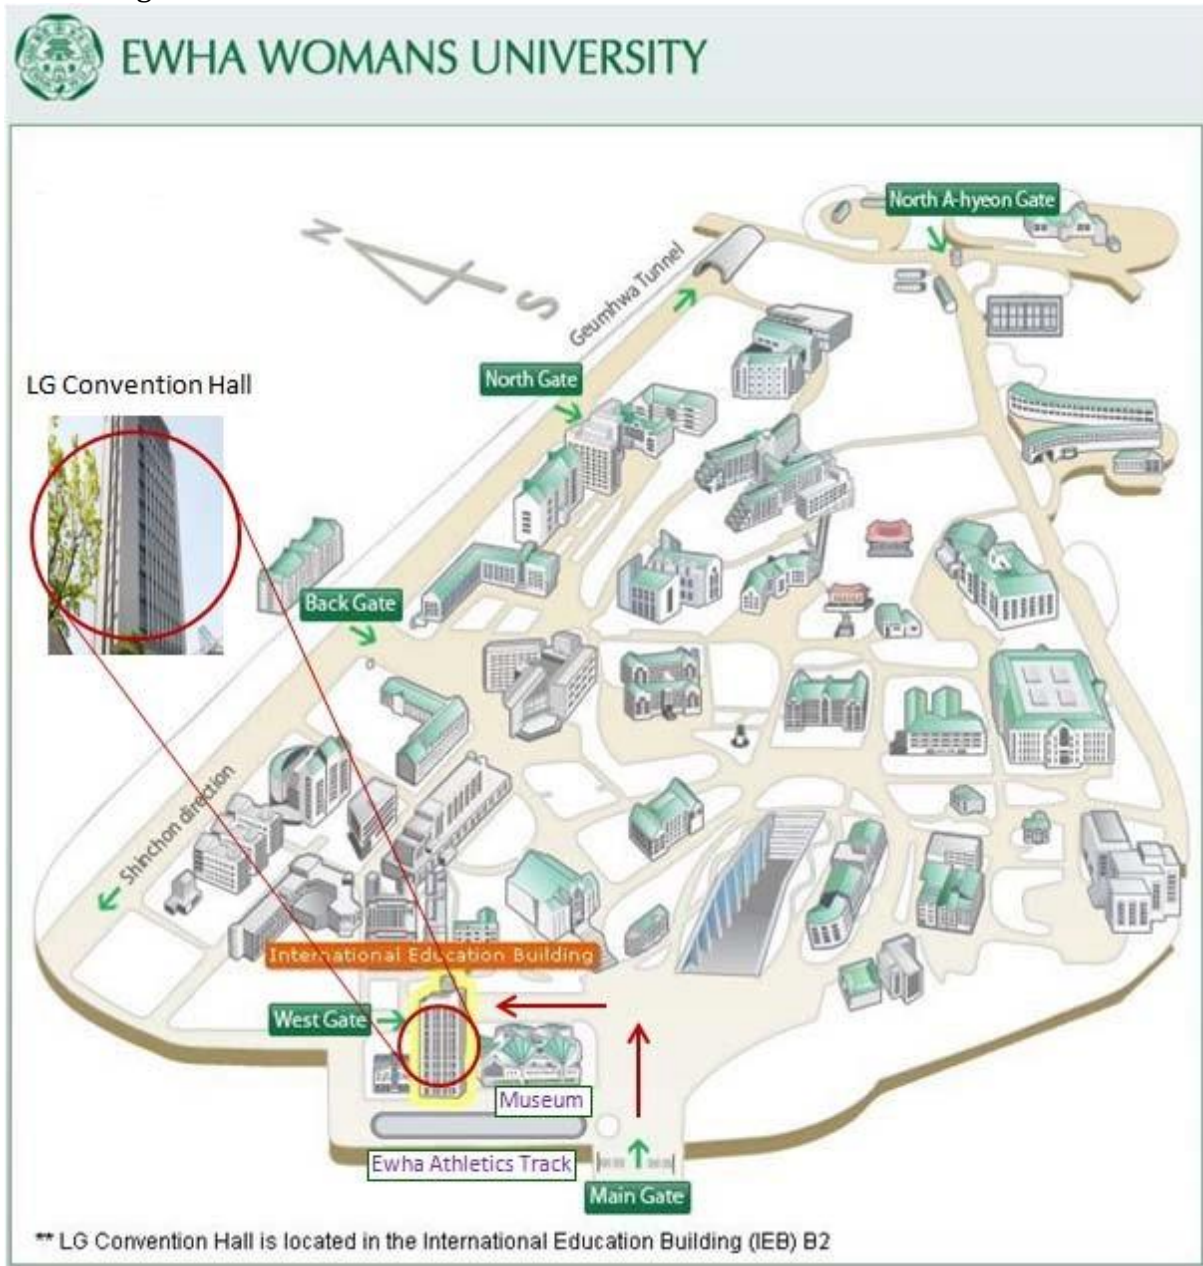 EWHA WOMANS UNIVERSITY
North A-hyeon Gate
N
S
Geumhwa Tunnel
North Gate
LG Convention Hall
Back Gate
Shinchon direction
International Education Building
West Gate
Museum
Ewha Athletics Track
Main Gate
** LG Convention Hall is located in the International Education Building (IEB) B2